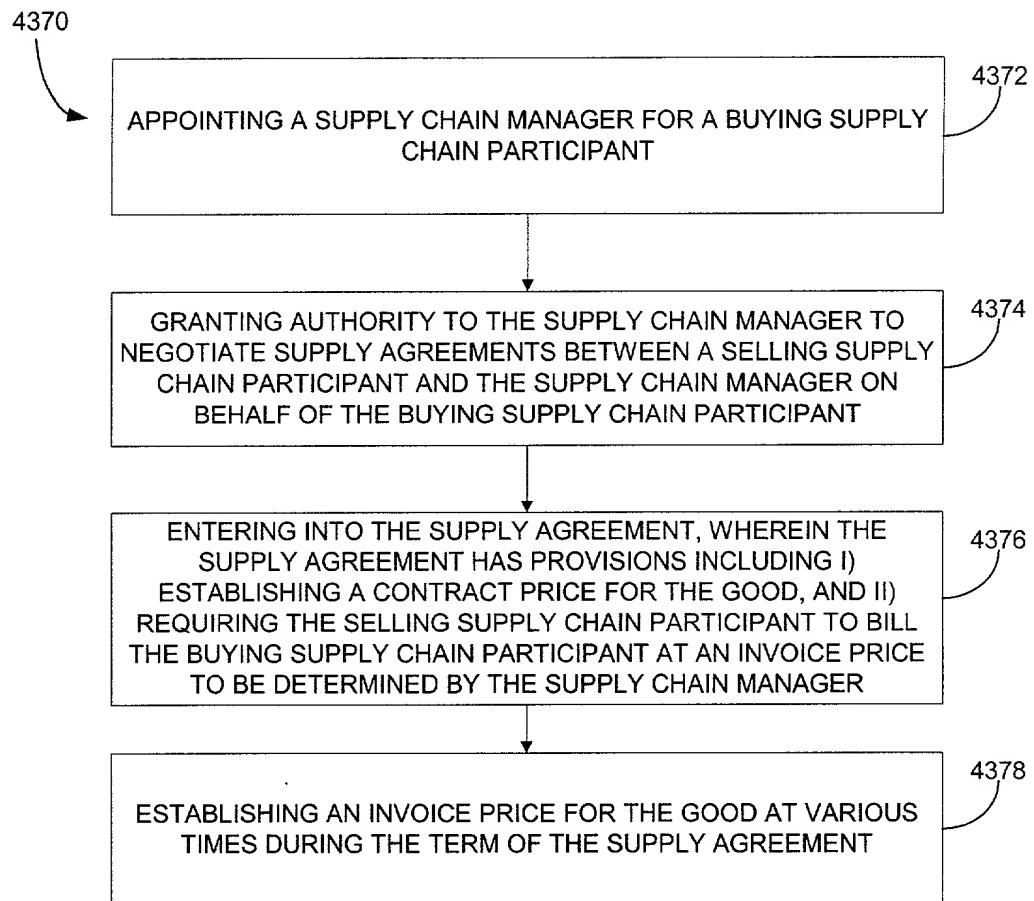 4370
4372
APPOINTING A SUPPLY CHAIN MANAGER FOR A BUYING SUPPLY
CHAIN PARTICIPANT
4374
GRANTING AUTHORITY TO THE SUPPLY CHAIN MANAGER TO
NEGOTIATE SUPPLY AGREEMENTS BETWEEN A SELLING SUPPLY
CHAIN PARTICIPANT AND THE SUPPLY CHAIN MANAGER ON
BEHALF OF THE BUYING SUPPLY CHAIN PARTICIPANT
4376
ENTERING INTO THE SUPPLY AGREEMENT, WHEREIN THE
SUPPLY AGREEMENT HAS PROVISIONS INCLUDING I)
ESTABLISHING A CONTRACT PRICE FOR THE GOOD, AND II)
REQUIRING THE SELLING SUPPLY CHAIN PARTICIPANT TO BILL
THE BUYING SUPPLY CHAIN PARTICIPANT AT AN INVOICE PRICE
TO BE DETERMINED BY THE SUPPLY CHAIN MANAGER
4378
ESTABLISHING AN INVOICE PRICE FOR THE GOOD AT VARIOUS
TIMES DURING THE TERM OF THE SUPPLY AGREEMENT